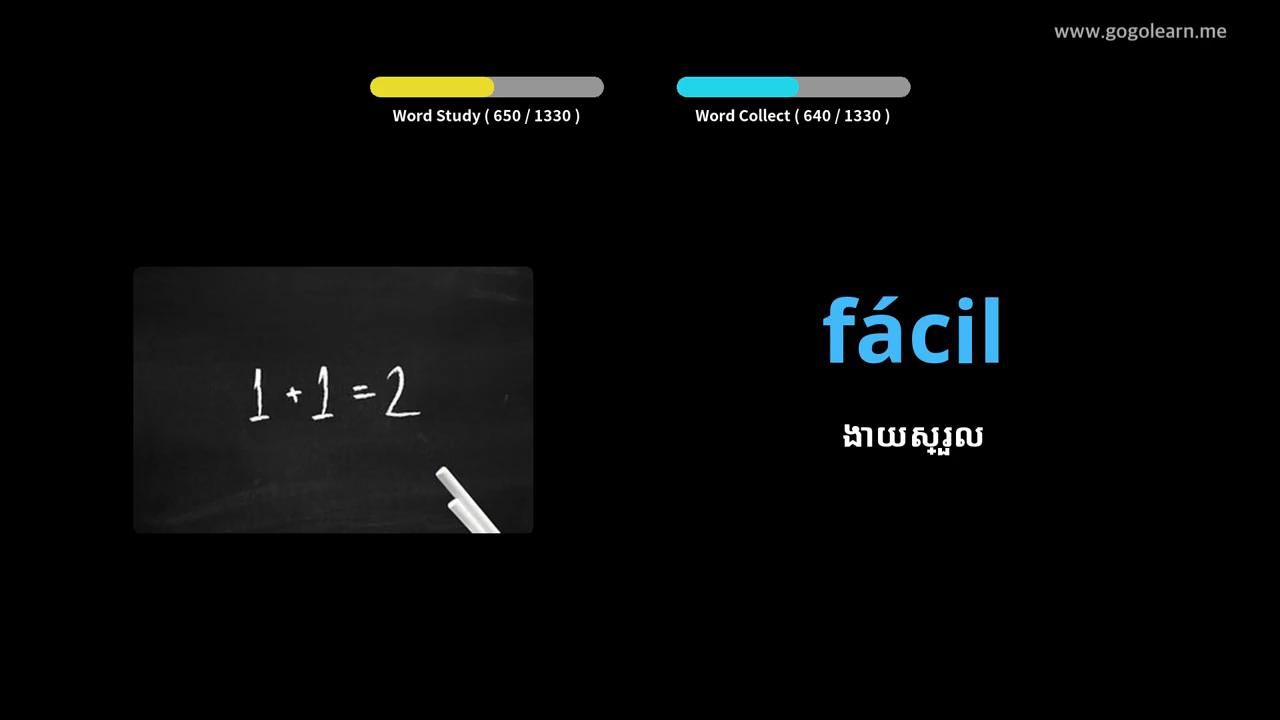 www.gogolearn.me
Word Study ( 650 / 1330 )
Word Collect ( 640 / 1330 )
1 + 1 = 2
fácil
ងាយស្រួល